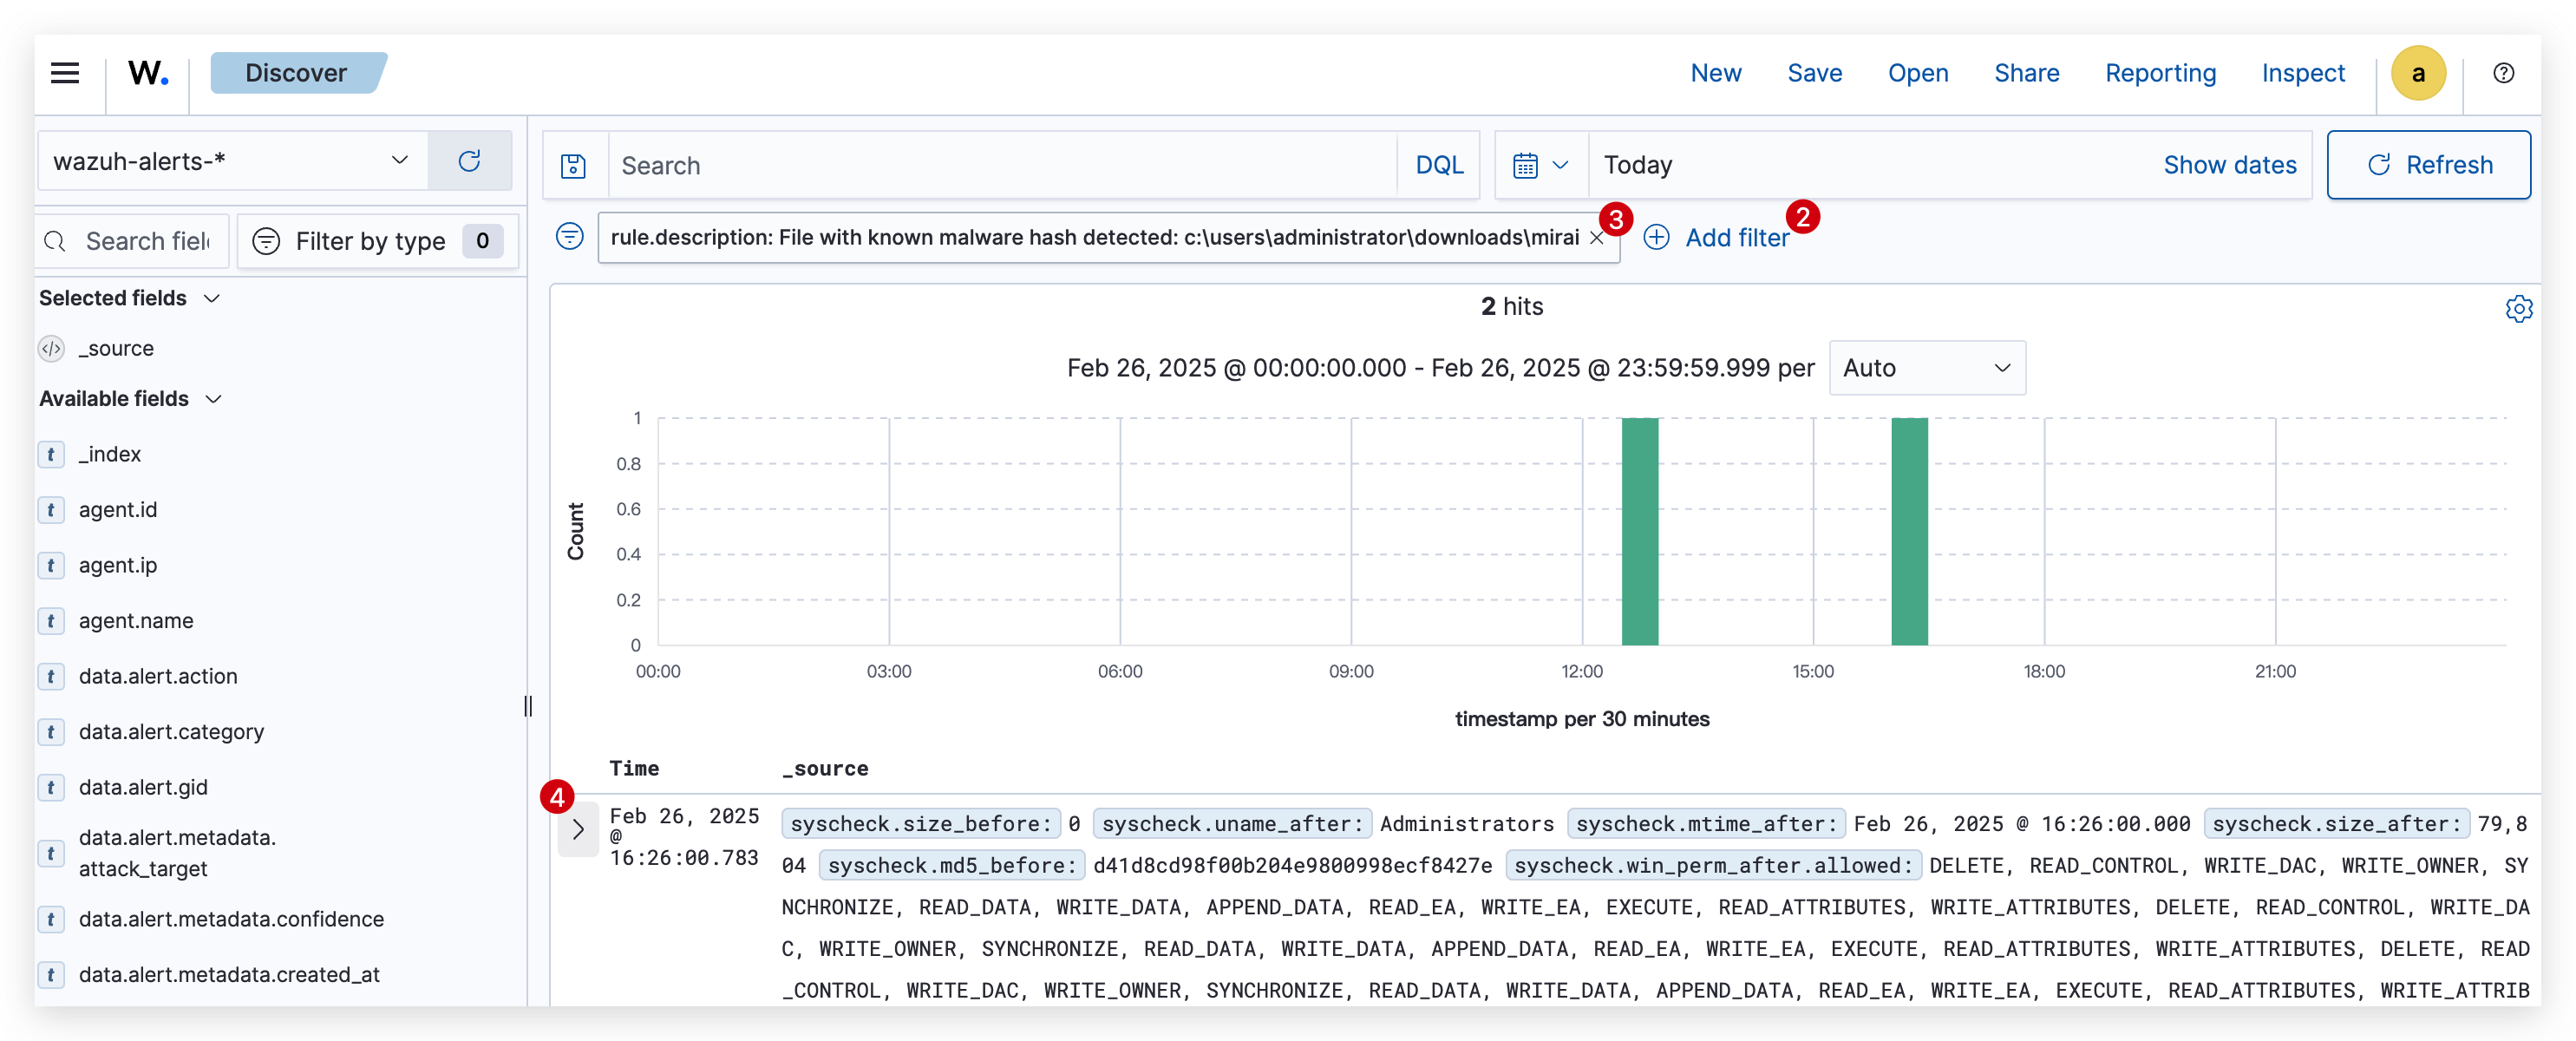 W.
Discover
New
Save
Open
Share
Reporting
Inspect
a
?
wazuh-alerts-*
Search
DQL
Today
Show dates
Refresh
Search fiel
Filter by type 0
rule.description: File with known malware hash detected: c:\users\administrator\downloads\mirai ×
3
Add filter
2
Selected fields
_source
Available fields
t _index
t agent.id
t agent.ip
t agent.name
t data.alert.action
t data.alert.category
t data.alert.gid
t data.alert.metadata.
attack_target
t data.alert.metadata.confidence
t data.alert.metadata.created_at
2 hits
Feb 26, 2025 @ 00:00:00.000 - Feb 26, 2025 @ 23:59:59.999 per
Auto
Count
1
0.8
0.6
0.4
0.2
0
00:00 03:00 06:00 09:00 12:00 15:00 18:00 21:00
timestamp per 30 minutes
Time _source
4
Feb 26, 2025
@
16:26:00.783
syscheck.size_before: 0 syscheck.uname_after: Administrators syscheck.mtime_after: Feb 26, 2025 @ 16:26:00.000 syscheck.size_after: 79,8
04 syscheck.md5_before: d41d8cd98f00b204e9800998ecf8427e syscheck.win_perm_after.allowed: DELETE, READ_CONTROL, WRITE_DAC, WRITE_OWNER, SY
NCHRONIZE, READ_DATA, WRITE_DATA, APPEND_DATA, READ_EA, WRITE_EA, EXECUTE, READ_ATTRIBUTES, WRITE_ATTRIBUTES, DELETE, READ_CONTROL, WRITE_DA
C, WRITE_OWNER, SYNCHRONIZE, READ_DATA, WRITE_DATA, APPEND_DATA, READ_EA, WRITE_EA, EXECUTE, READ_ATTRIBUTES, WRITE_ATTRIBUTES, DELETE, READ
_CONTROL, WRITE_DAC, WRITE_OWNER, SYNCHRONIZE, READ_DATA, WRITE_DATA, APPEND_DATA, READ_EA, WRITE_EA, EXECUTE, READ_ATTRIBUTES, WRITE_ATTRIB